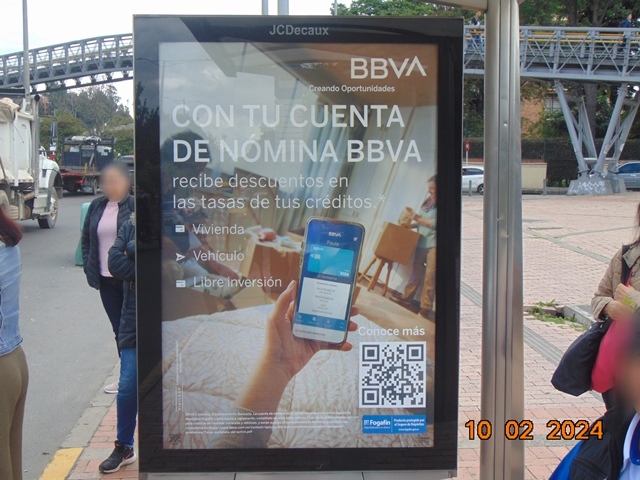 JCDecaux
BBVA
Creando Oportunidades
CON TU CUENTA
DE NÓMINA BBVA
recibe descuentos en
las tasas de tus créditos.*
Vivienda
Vehículo
Libre inversión
BBVA
Conoce más
Fogafín
10 02 2024